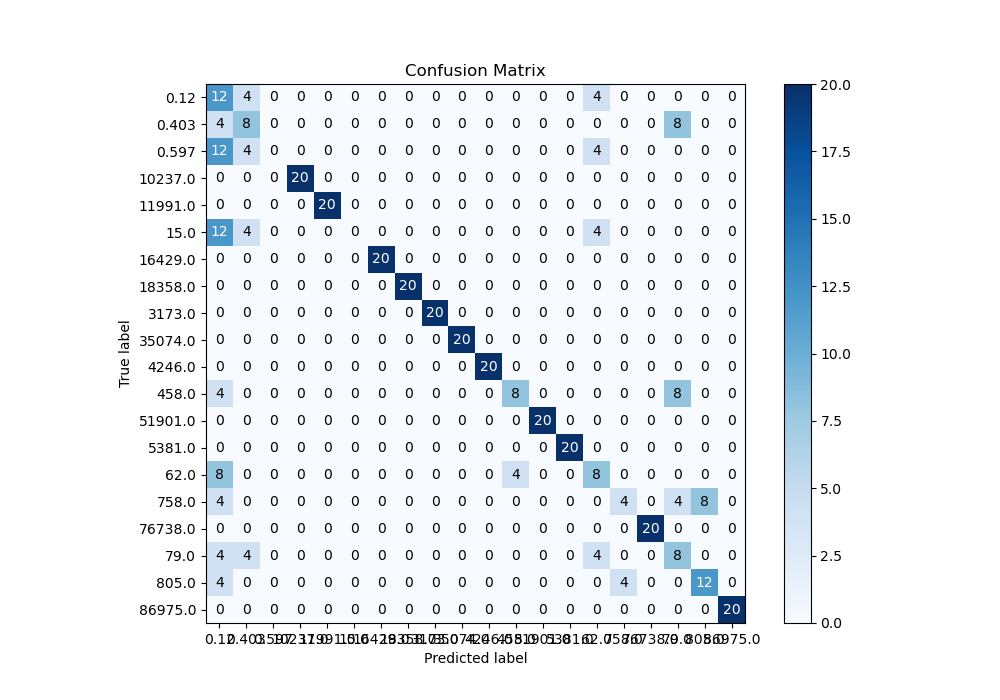 Confusion Matrix
0.12 12 4 0 0 0 0 0 0 0 0 0 0 0 0 4 0 0 0 0 0
0.403 4 8 0 0 0 0 0 0 0 0 0 0 0 0 0 0 0 8 0 0
0.597 12 4 0 0 0 0 0 0 0 0 0 0 0 0 4 0 0 0 0 0
10237.0 0 0 0 20 0 0 0 0 0 0 0 0 0 0 0 0 0 0 0 0
11991.0 0 0 0 0 20 0 0 0 0 0 0 0 0 0 0 0 0 0 0 0
15.0 12 4 0 0 0 0 0 0 0 0 0 0 0 0 4 0 0 0 0 0
16429.0 0 0 0 0 0 0 20 0 0 0 0 0 0 0 0 0 0 0 0 0
18358.0 0 0 0 0 0 0 0 20 0 0 0 0 0 0 0 0 0 0 0 0
3173.0 0 0 0 0 0 0 0 0 20 0 0 0 0 0 0 0 0 0 0 0
35074.0 0 0 0 0 0 0 0 0 0 20 0 0 0 0 0 0 0 0 0 0
4246.0 0 0 0 0 0 0 0 0 0 0 20 0 0 0 0 0 0 0 0 0
458.0 4 0 0 0 0 0 0 0 0 0 0 8 0 0 0 0 0 8 0 0
51901.0 0 0 0 0 0 0 0 0 0 0 0 0 20 0 0 0 0 0 0 0
5381.0 0 0 0 0 0 0 0 0 0 0 0 0 0 20 0 0 0 0 0 0
62.0 8 0 0 0 0 0 0 0 0 0 0 4 0 0 8 0 0 0 0 0
758.0 4 0 0 0 0 0 0 0 0 0 0 0 0 0 0 4 0 4 8 0
76738.0 0 0 0 0 0 0 0 0 0 0 0 0 0 0 0 0 20 0 0 0
79.0 4 4 0 0 0 0 0 0 0 0 0 0 0 0 4 0 0 8 0 0
805.0 4 0 0 0 0 0 0 0 0 0 0 0 0 0 0 4 0 0 12 0
86975.0 0 0 0 0 0 0 0 0 0 0 0 0 0 0 0 0 0 0 0 20
True label
Predicted label
20.0
17.5
15.0
12.5
10.0
7.5
5.0
2.5
0.0